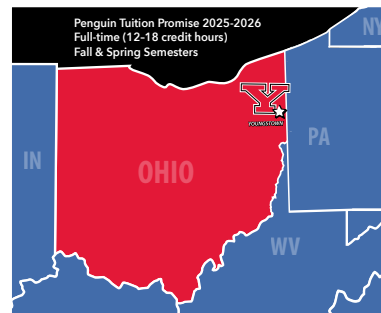 Penguin Tuition Promise 2025-2026
Full-time (12-18 credit hours)
Fall & Spring Semesters
NY
Y
YOUNGSTOWN
PA
IN
OHIO
WV